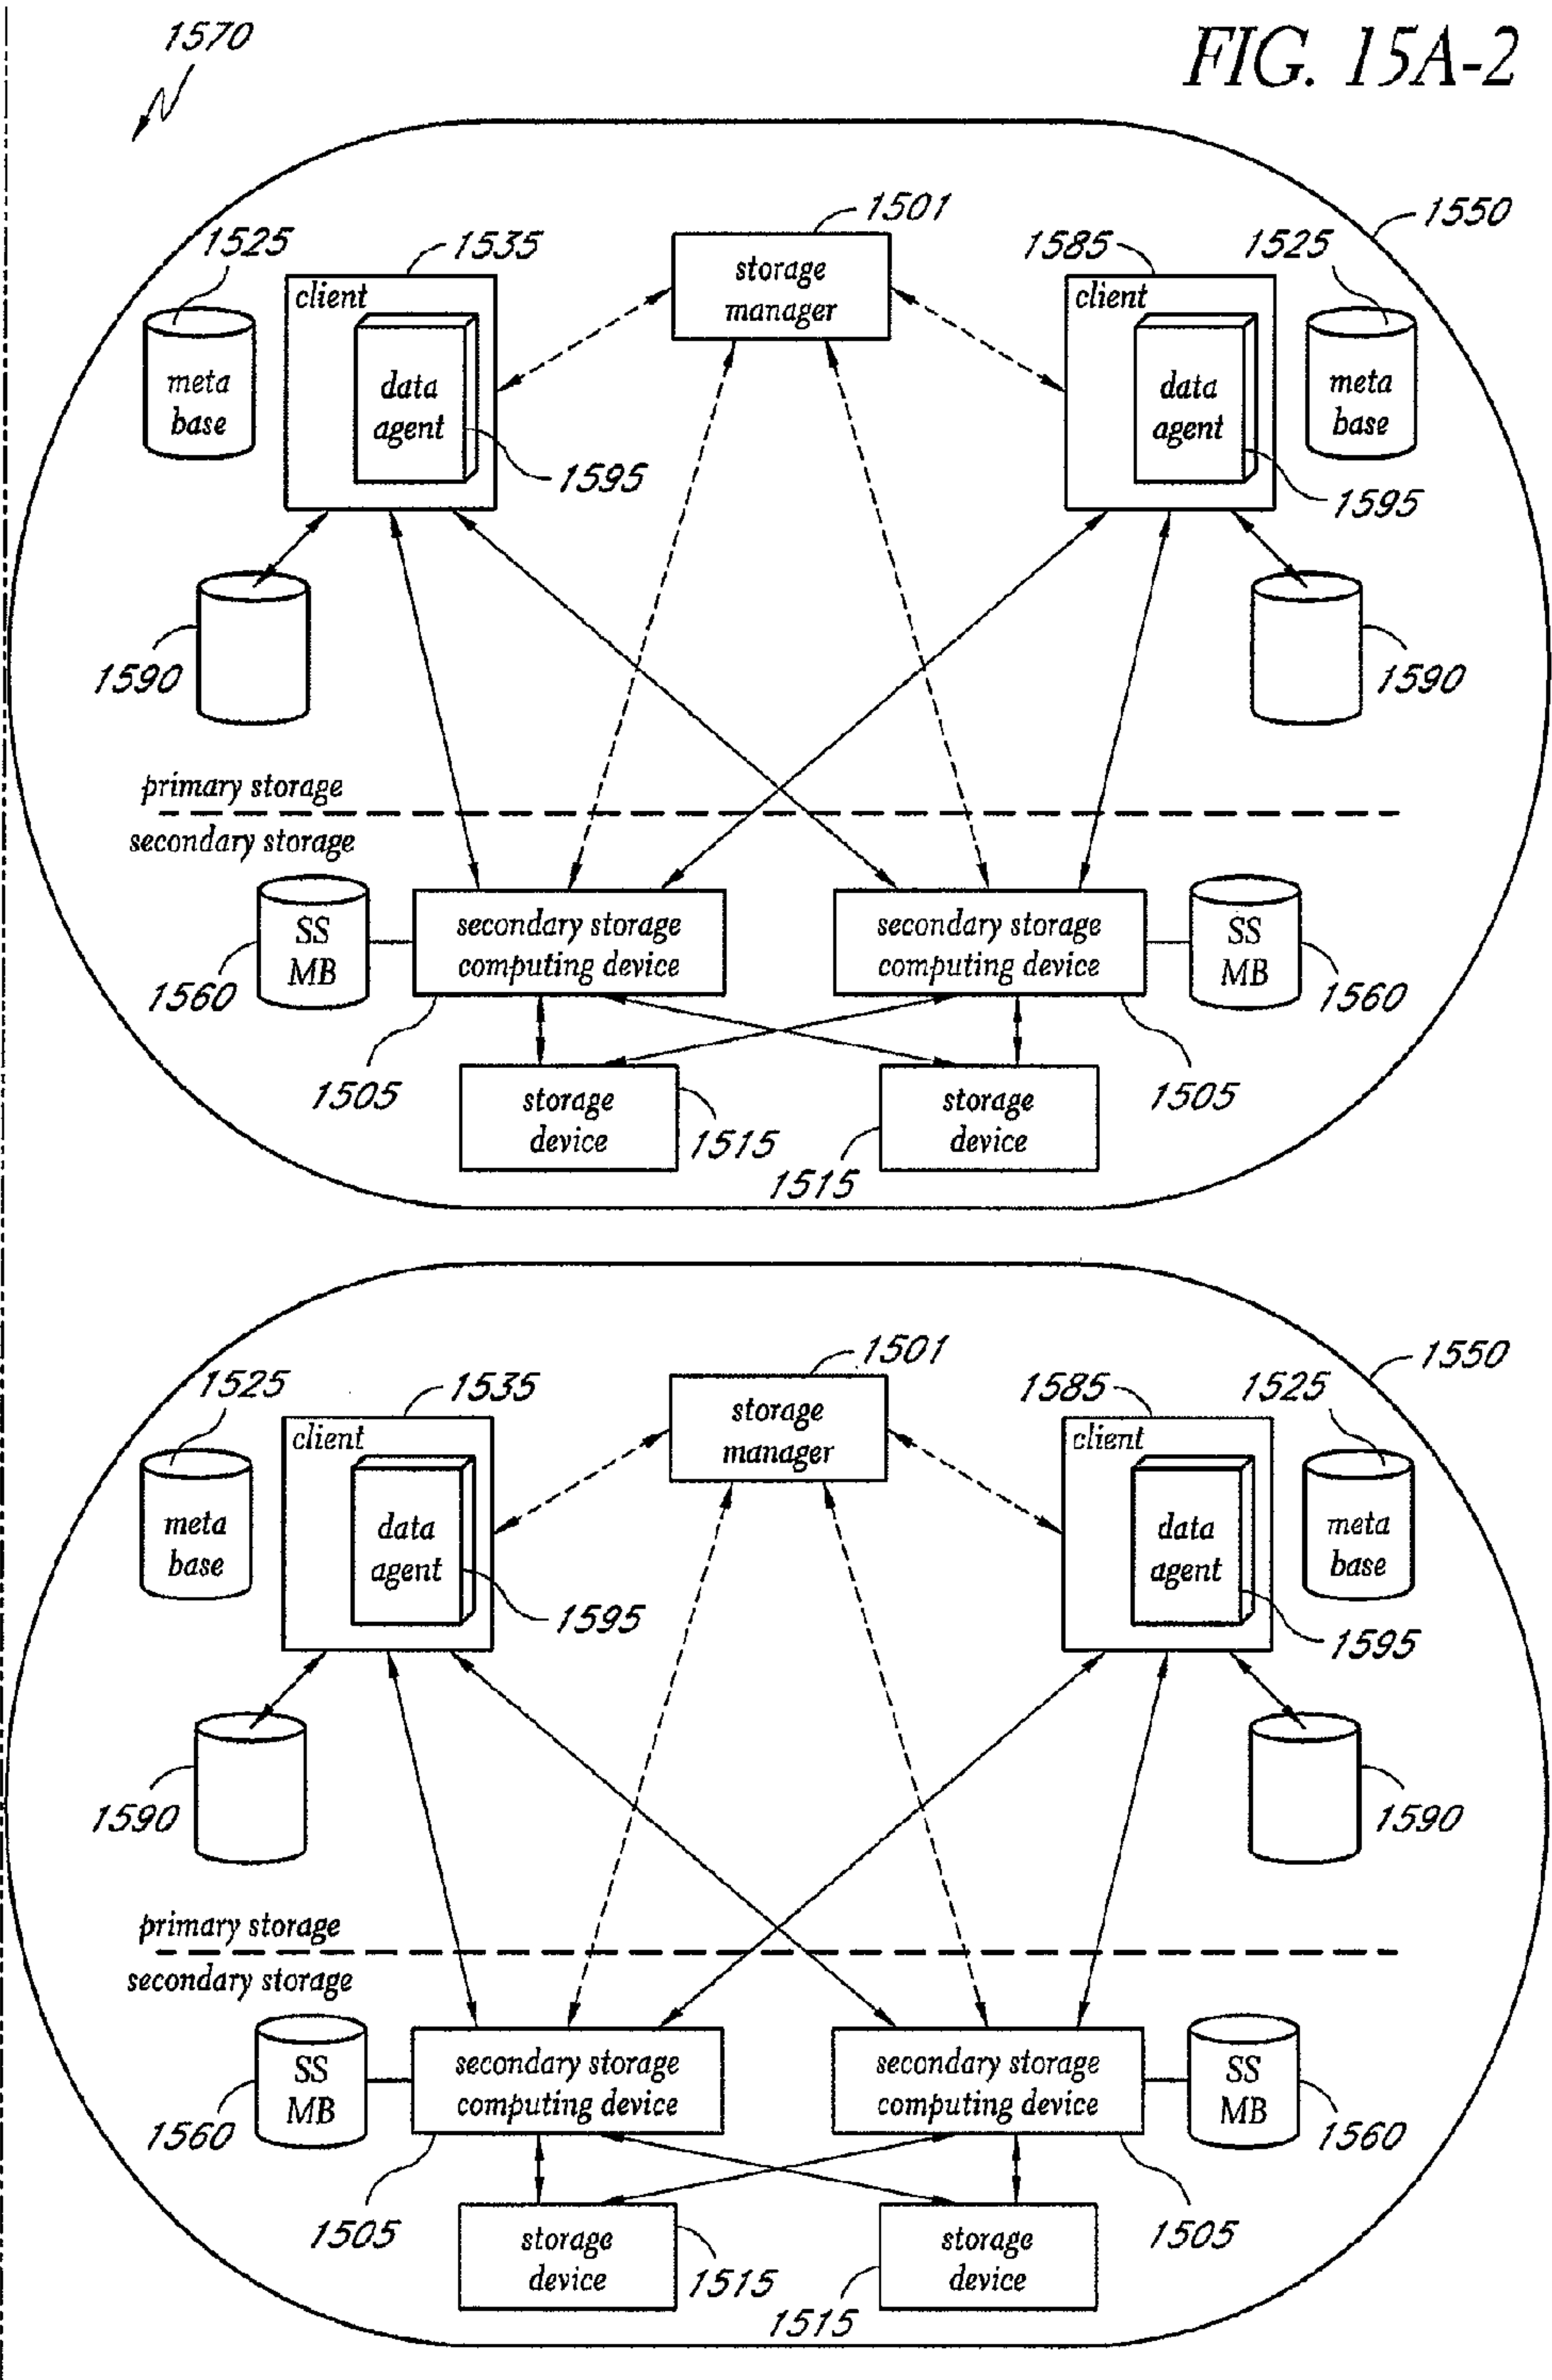 1570
FIG. 15A-2
1501
1550
1525
1535
1585
1525
storage
manager
client
client
meta
base
data
agent
data
agent
meta
base
1595
1595
1590
1590
primary storage
secondary storage
SS
MB
secondary storage
computing device
secondary storage
computing device
SS
MB
1560
1560
1505
1505
storage
device
storage
device
1515
1515
1501
1550
1525
1535
1585
1525
storage
manager
client
client
meta
base
data
agent
data
agent
meta
base
1595
1595
1590
1590
primary storage
secondary storage
SS
MB
secondary storage
computing device
secondary storage
computing device
SS
MB
1560
1560
1505
1505
storage
device
storage
device
1515
1515